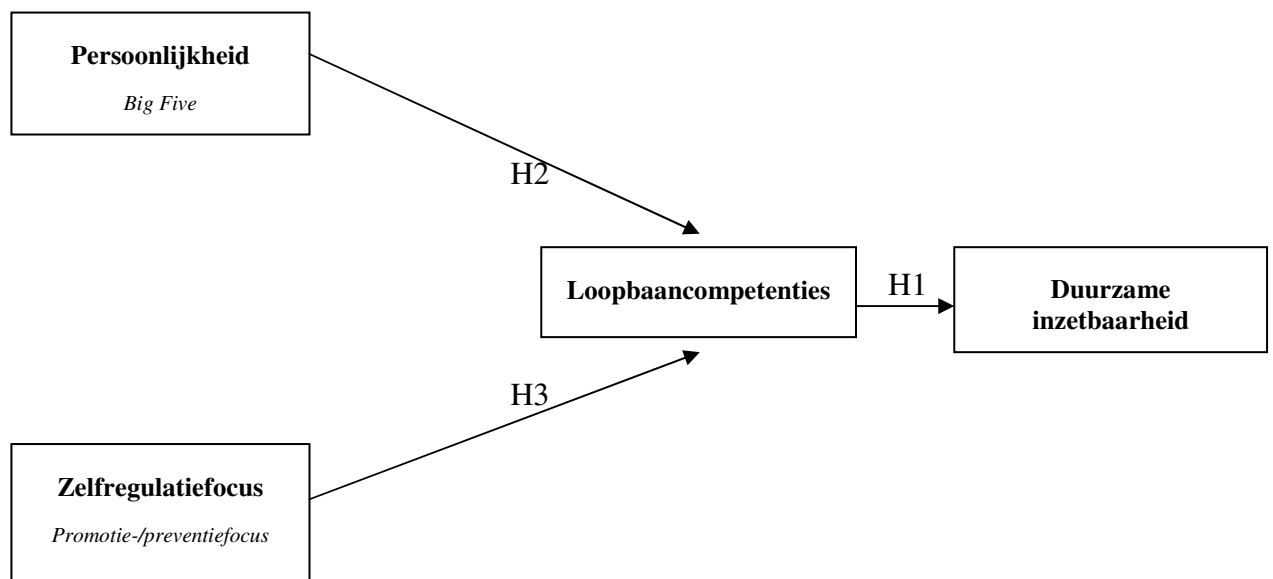 Persoonlijkheid
Big Five
H2
Loopbaancompetenties
H1
Duurzame
inzetbaarheid
H3
Zelfregulatiefocus
Promotie-/preventiefocus